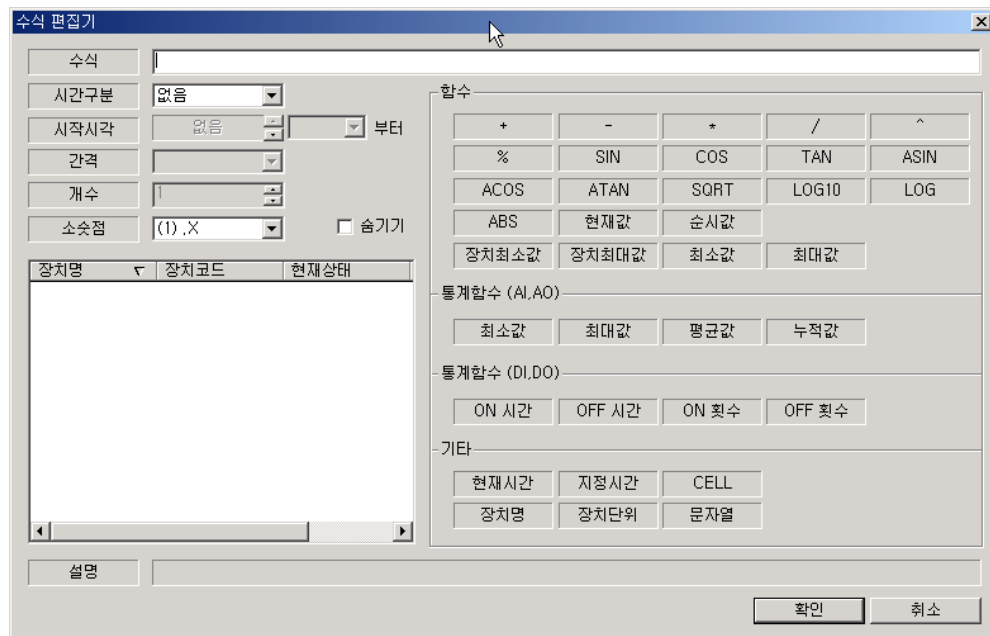 수식 편집기
수식
시간구분 없음
시작시각 없음 부터
간격
개수 1
소숫점 (1) ,X 숨기기
장치명 장치코드 현재상태
함수
+ - * / ^
% SIN COS TAN ASIN
ACOS ATAN SQRT LOG10 LOG
ABS 현재값 순시값
장치최소값 장치최대값 최소값 최대값
통계함수 (AI,AO)
최소값 최대값 평균값 누적값
통계함수 (DI,DO)
ON 시간 OFF 시간 ON 횟수 OFF 횟수
기타
현재시간 지정시간 CELL
장치명 장치단위 문자열
설명
확인 취소